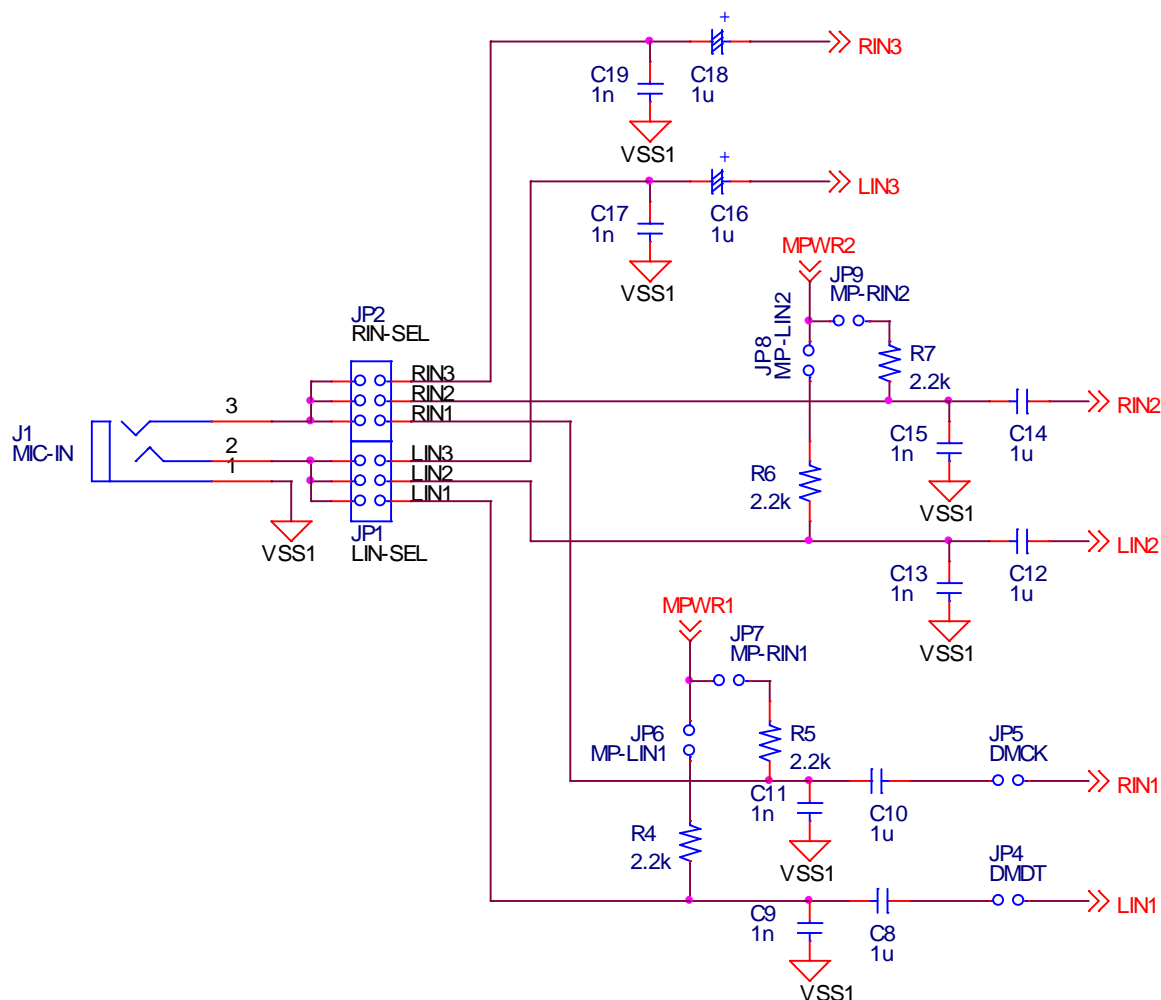 +
RIN3
C19
1n
C18
1u
VSS1
+
LIN3
C17
1n
C16
1u
VSS1
MPWR2
JP9
MP-RIN2
JP8
MP-LIN2
R7
2.2k
RIN2
C15
1n
C14
1u
VSS1
R6
2.2k
LIN2
C13
1n
C12
1u
VSS1
JP2
RIN-SEL
RIN3
RIN2
RIN1
LIN3
LIN2
LIN1
JP1
LIN-SEL
J1
MIC-IN
3
2
1
VSS1
MPWR1
JP7
MP-RIN1
JP6
MP-LIN1
R5
2.2k
JP5
DMCK
RIN1
C11
1n
C10
1u
VSS1
R4
2.2k
JP4
DMDT
LIN1
C9
1n
C8
1u
VSS1